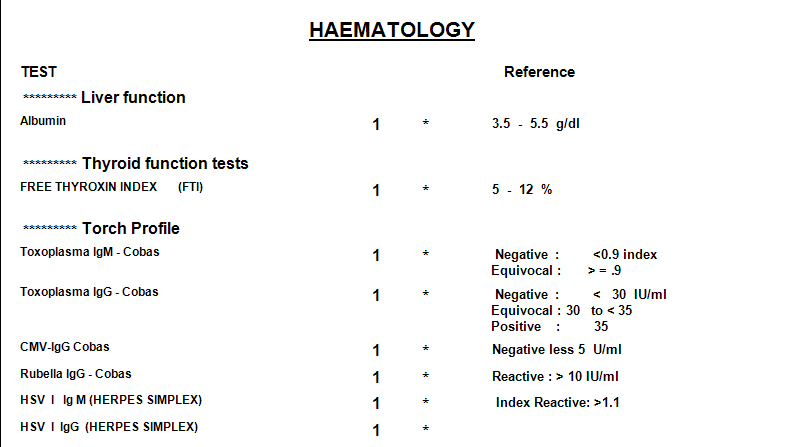 HAEMATOLOGY
TEST Reference
********* Liver function
Albumin 1 * 3.5 - 5.5 g/dl
********* Thyroid function tests
FREE THYROXIN INDEX (FTI) 1 * 5 - 12 %
********* Torch Profile
Toxoplasma IgM - Cobas 1 * Negative : <0.9 index
Equivocal : > = .9
Toxoplasma IgG - Cobas 1 * Negative : < 30 IU/ml
Equivocal : 30 to < 35
Positive : 35
CMV-IgG Cobas 1 * Negative less 5 U/ml
Rubella IgG - Cobas 1 * Reactive : > 10 IU/ml
HSV I Ig M (HERPES SIMPLEX) 1 * Index Reactive: >1.1
HSV I IgG (HERPES SIMPLEX) 1 *